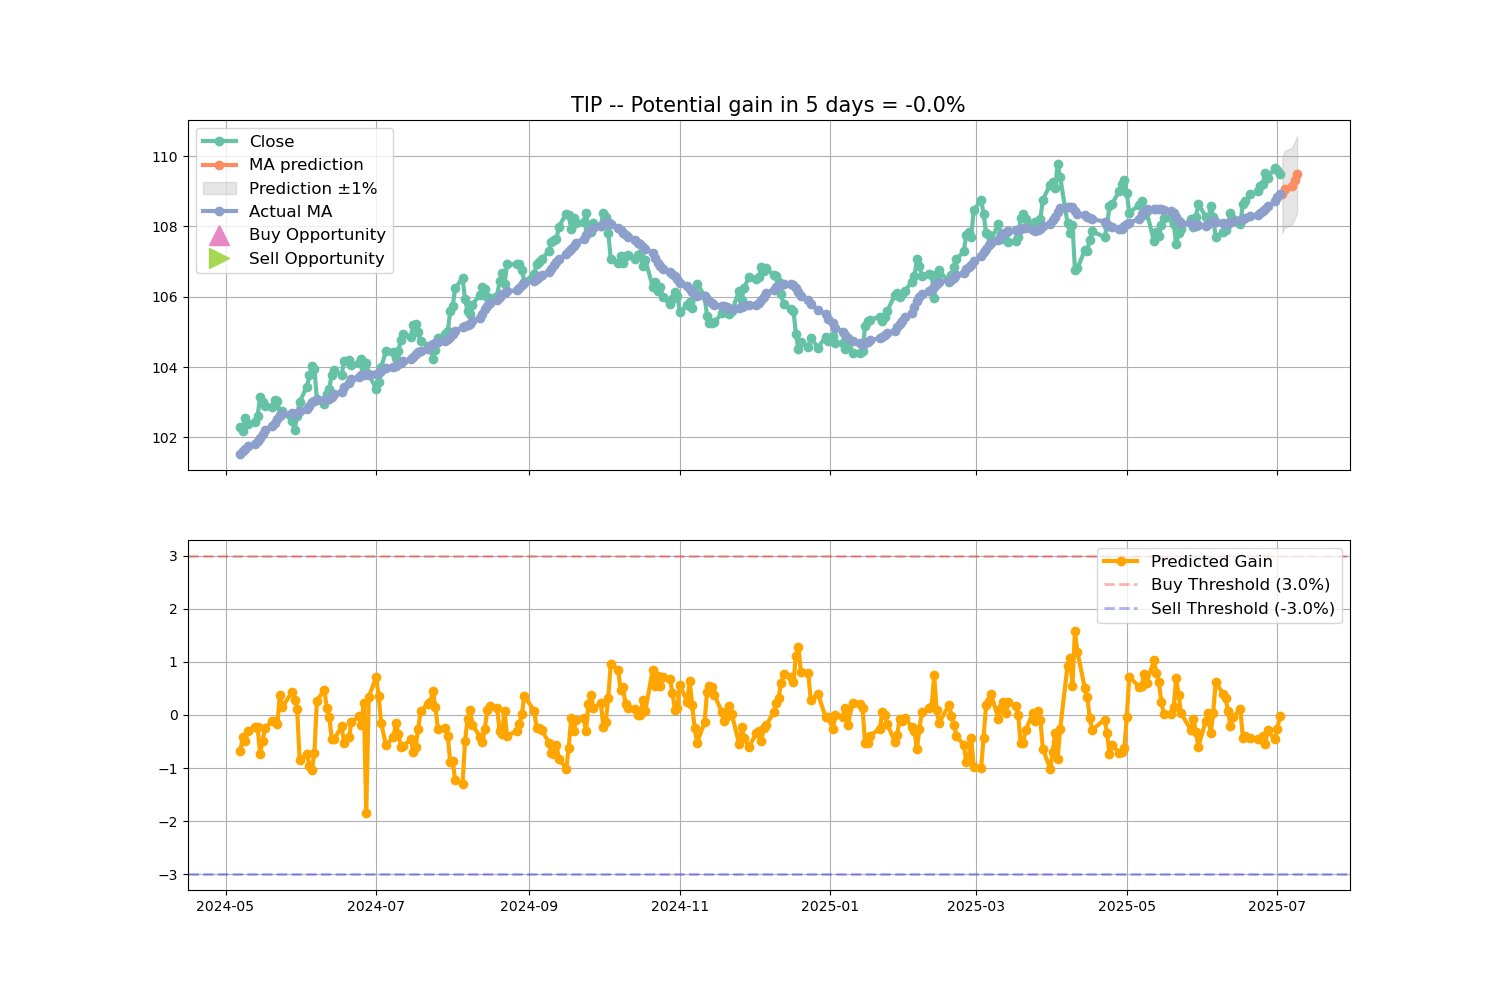 TIP -- Potential gain in 5 days = -0.0%
Close
MA prediction
Prediction ±1%
Actual MA
Buy Opportunity
Sell Opportunity
110
108
106
104
102
Predicted Gain
Buy Threshold (3.0%)
Sell Threshold (-3.0%)
3
2
1
0
−1
−2
−3
2024-05
2024-07
2024-09
2024-11
2025-01
2025-03
2025-05
2025-07